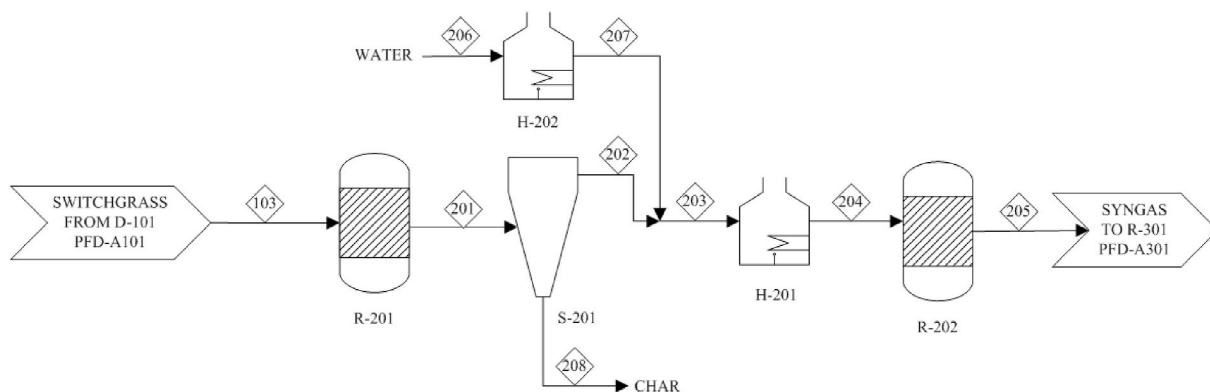 206
207
WATER
H-202
202
SWITCHGRASS
FROM D-101
PFD-A101
103
201
203
204
205
SYNGAS
TO R-301
PFD-A301
R-201
S-201
H-201
R-202
208
CHAR